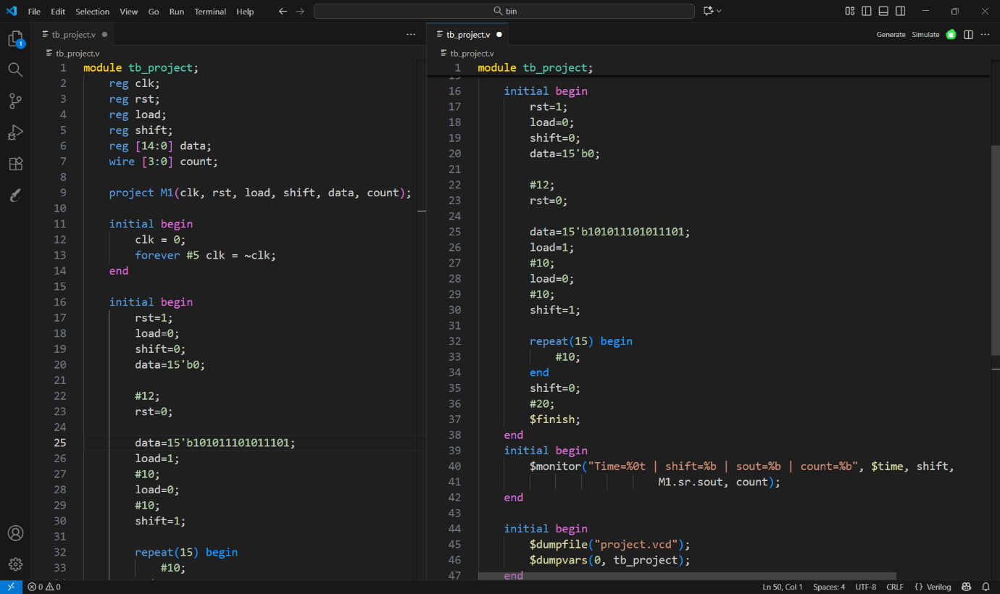 File Edit Selection View Go Run Terminal Help
bin
tb_project.v
tb_project.v
1 module tb_project;
2 reg clk;
3 reg rst;
4 reg load;
5 reg shift;
6 reg [14:0] data;
7 wire [3:0] count;
8
9 project M1(clk, rst, load, shift, data, count);
10
11 initial begin
12 clk = 0;
13 forever #5 clk = ~clk;
14 end
15
16 initial begin
17 rst=1;
18 load=0;
19 shift=0;
20 data=15'b0;
21
22 #12;
23 rst=0;
24
25 data=15'b101011101011101;
26 load=1;
27 #10;
28 load=0;
29 #10;
30 shift=1;
31
32 repeat(15) begin
33 #10;
tb_project.v
Generate Simulate
tb_project.v
1 module tb_project;
15
16 initial begin
17 rst=1;
18 load=0;
19 shift=0;
20 data=15'b0;
21
22 #12;
23 rst=0;
24
25 data=15'b101011101011101;
26 load=1;
27 #10;
28 load=0;
29 #10;
30 shift=1;
31
32 repeat(15) begin
33 #10;
34 end
35 shift=0;
36 #20;
37 $finish;
38 end
39 initial begin
40 $monitor("Time=%0t | shift=%b | sout=%b | count=%b", $time, shift,
41 M1.sr.sout, count);
42 end
43
44 initial begin
45 $dumpfile("project.vcd");
46 $dumpvars(0, tb_project);
47 end
1
0 0
Ln 50, Col 1 Spaces: 4 UTF-8 CRLF {} Verilog